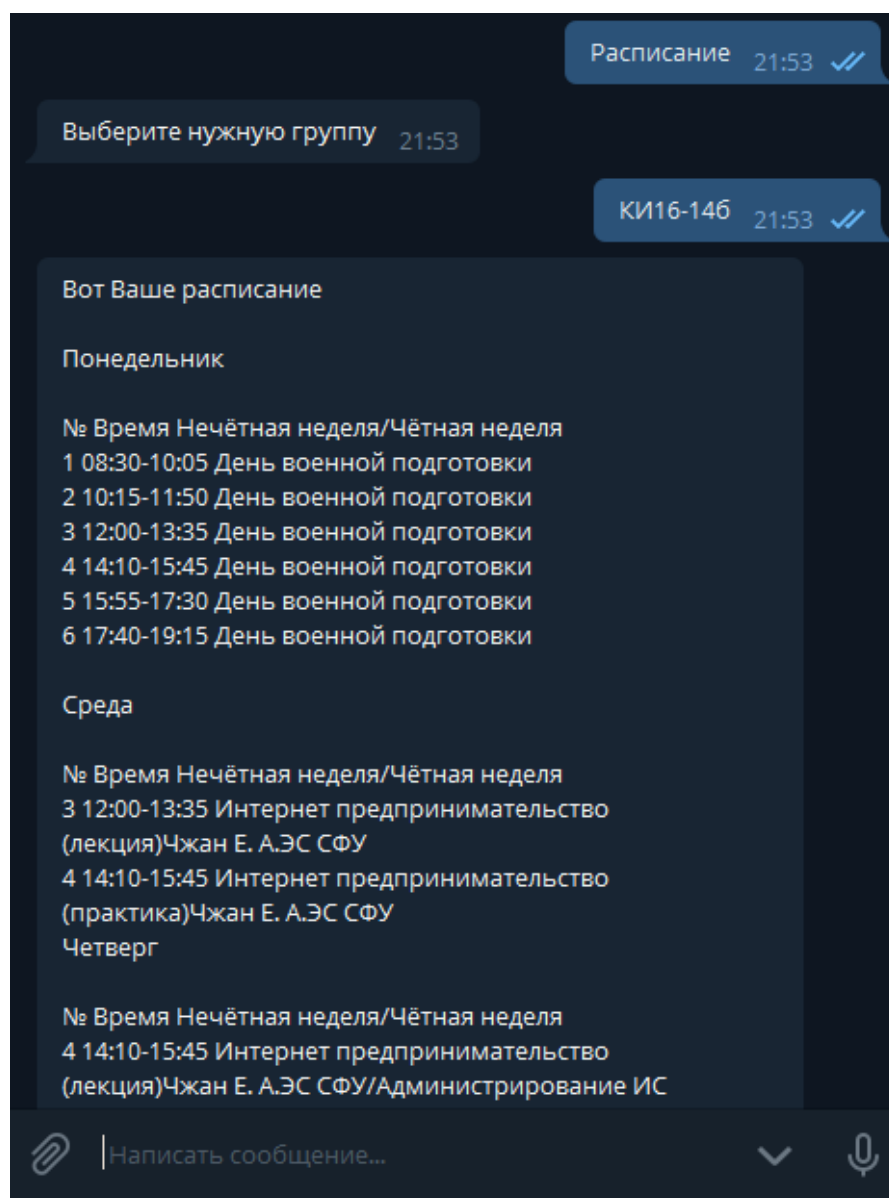 Расписание 21:53
Выберите нужную группу 21:53
КИ16-14б 21:53
Вот Ваше расписание
Понедельник
№ Время Нечётная неделя/Чётная неделя
1 08:30-10:05 День военной подготовки
2 10:15-11:50 День военной подготовки
3 12:00-13:35 День военной подготовки
4 14:10-15:45 День военной подготовки
5 15:55-17:30 День военной подготовки
6 17:40-19:15 День военной подготовки
Среда
№ Время Нечётная неделя/Чётная неделя
3 12:00-13:35 Интернет предпринимательство
(лекция)Чжан Е. А.ЭС СФУ
4 14:10-15:45 Интернет предпринимательство
(практика)Чжан Е. А.ЭС СФУ
Четверг
№ Время Нечётная неделя/Чётная неделя
4 14:10-15:45 Интернет предпринимательство
(лекция)Чжан Е. А.ЭС СФУ/Администрирование ИС
Написать сообщение...